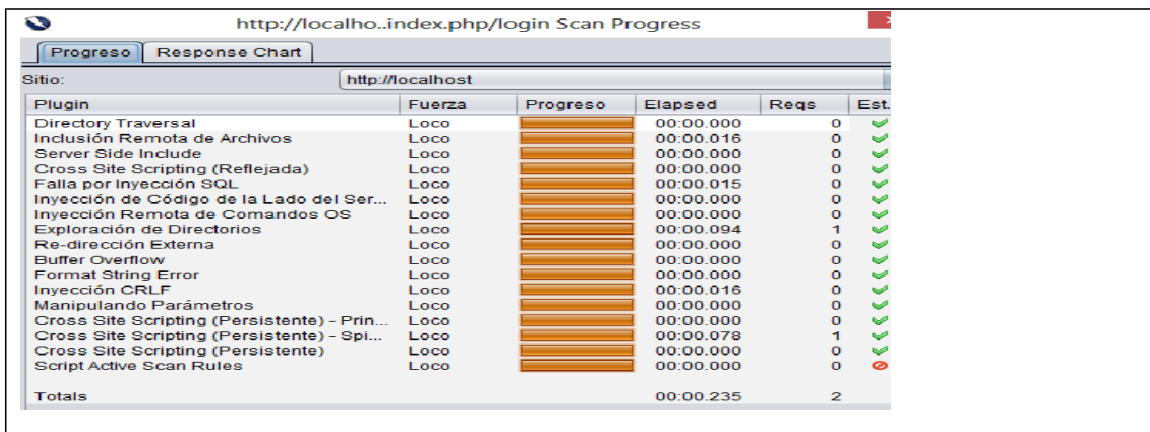 http://localho..index.php/login Scan Progress
Progreso Response Chart
Sitio: http://localhost
Plugin Fuerza Progreso Elapsed Reqs Est.
Directory Traversal Loco 00:00.000 0
Inclusión Remota de Archivos Loco 00:00.016 0
Server Side Include Loco 00:00.000 0
Cross Site Scripting (Reflejada) Loco 00:00.000 0
Falla por Inyección SQL Loco 00:00.015 0
Inyección de Código de la Lado del Ser... Loco 00:00.000 0
Inyección Remota de Comandos OS Loco 00:00.000 0
Exploración de Directorios Loco 00:00.094 1
Re-dirección Externa Loco 00:00.000 0
Buffer Overflow Loco 00:00.000 0
Format String Error Loco 00:00.000 0
Inyección CRLF Loco 00:00.016 0
Manipulando Parámetros Loco 00:00.000 0
Cross Site Scripting (Persistente) - Prin... Loco 00:00.000 0
Cross Site Scripting (Persistente) - Spi... Loco 00:00.078 1
Cross Site Scripting (Persistente) Loco 00:00.000 0
Script Active Scan Rules Loco 00:00.000 0
Totals 00:00.235 2